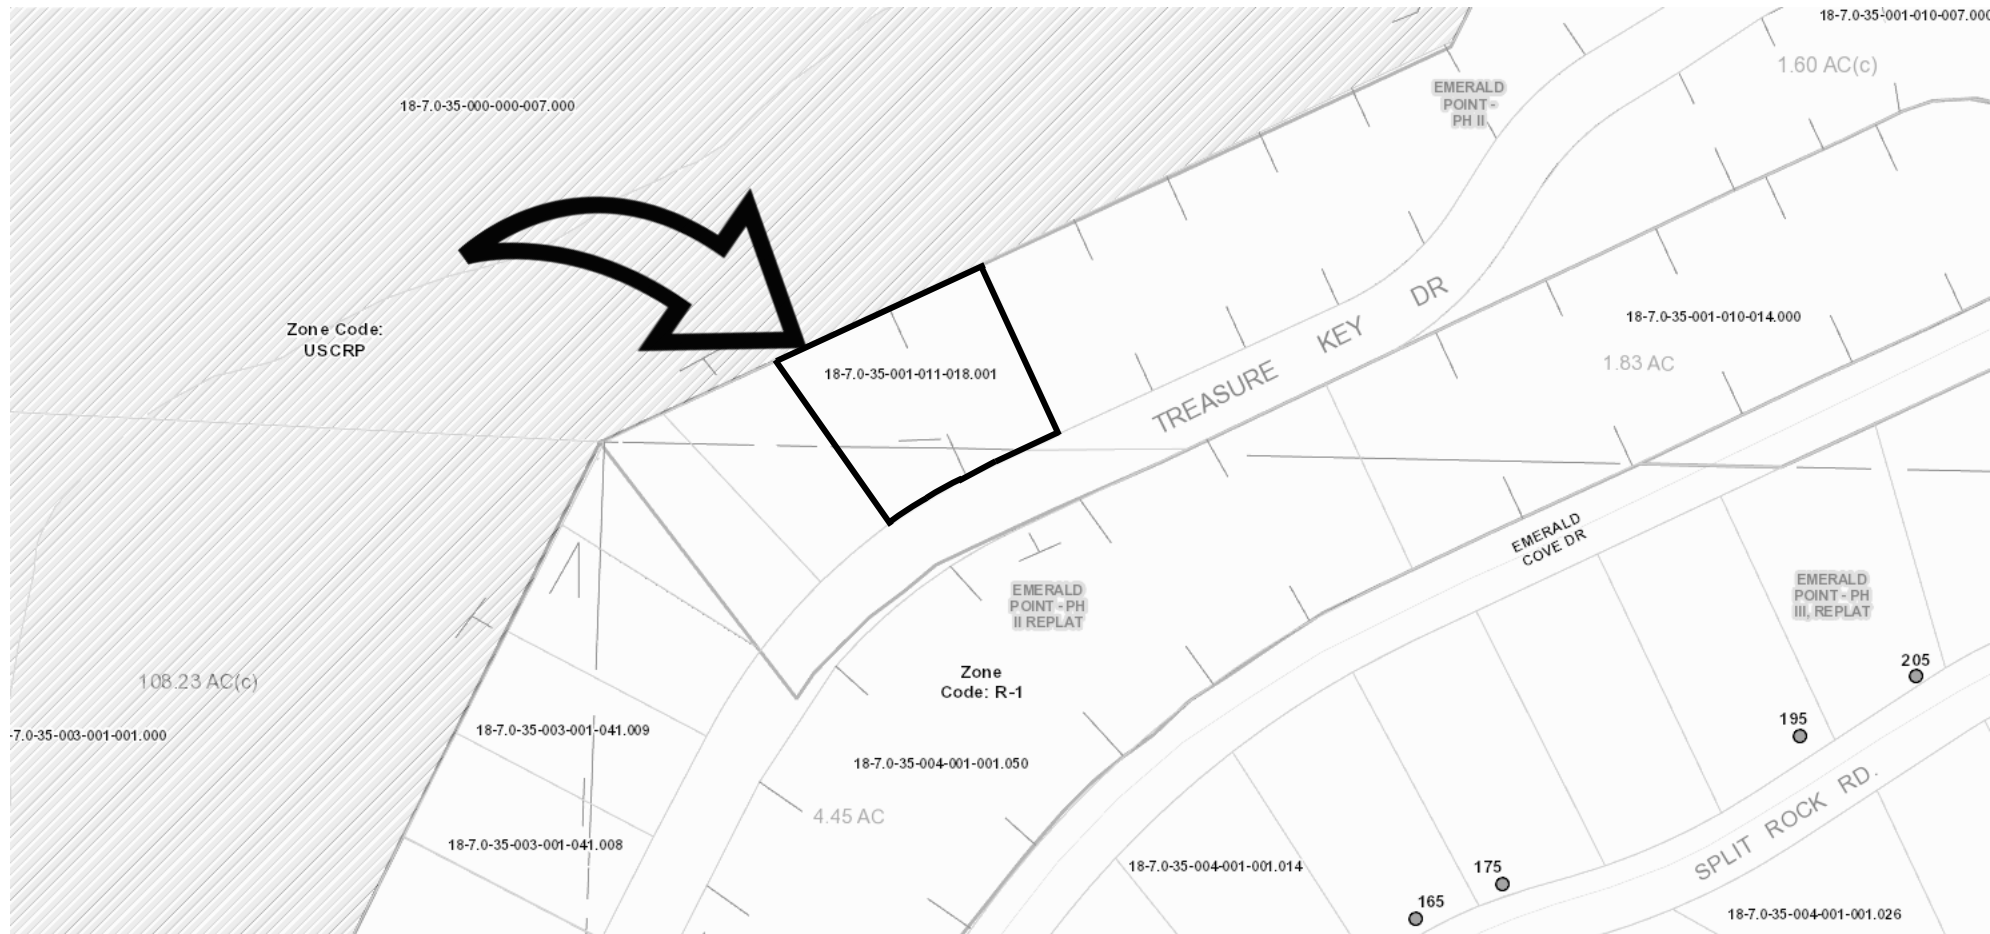 18-7.0-35-001-010-007.000
1.60 AC(c)
EMERALD
POINT -
PH II
18-7.0-35-000-000-007.000
Zone Code:
USCRP
18-7.0-35-001-011-018.001
TREASURE KEY DR
18-7.0-35-001-010-014.000
1.83 AC
EMERALD
COVE DR
EMERALD
POINT - PH
II REPLAT
EMERALD
POINT - PH
III, REPLAT
205
Zone
Code: R-1
108.23 AC(c)
-7.0-35-003-001-001.000
18-7.0-35-003-001-041.009
195
18-7.0-35-004-001-001.050
4.45 AC
SPLIT ROCK RD.
18-7.0-35-003-001-041.008
18-7.0-35-004-001-001.014
175
165
18-7.0-35-004-001-001.026